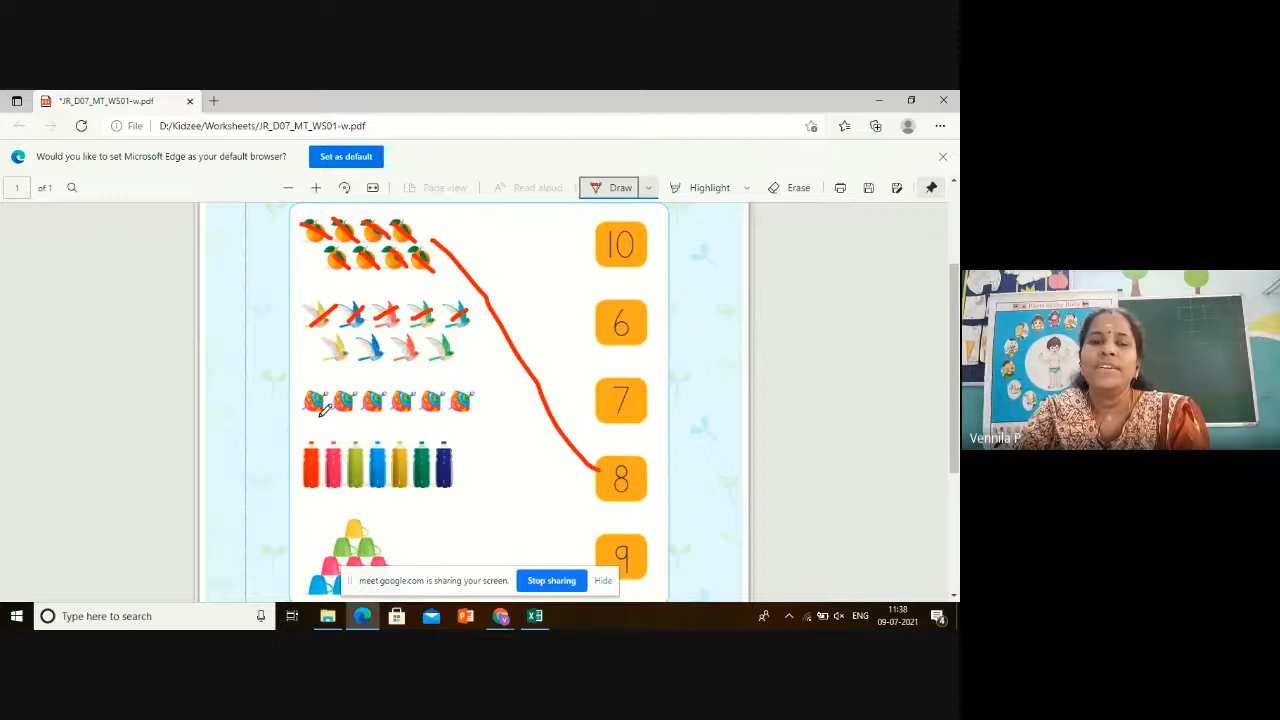 *JR_D07_MT_WS01-w.pdf
File D:/Kidzee/Worksheets/JR_D07_MT_WS01-w.pdf
Would you like to set Microsoft Edge as your default browser? Set as default
1 of 1 Page view Read aloud Draw Highlight Erase
10
6
7
8
9
meet.google.com is sharing your screen. Stop sharing Hide
Type here to search
ENG
11:38
09-07-2021
4
Vennila P